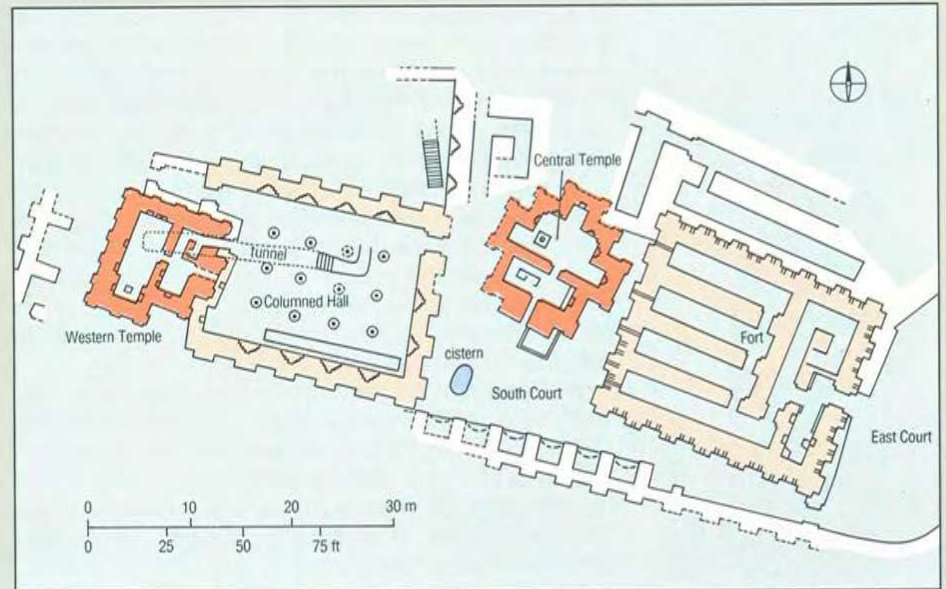 Central Temple
tunnel
Columned Hall
Western Temple
Fort
cistern
South Court
East Court
0 10 20 30 m
0 25 50 75 ft